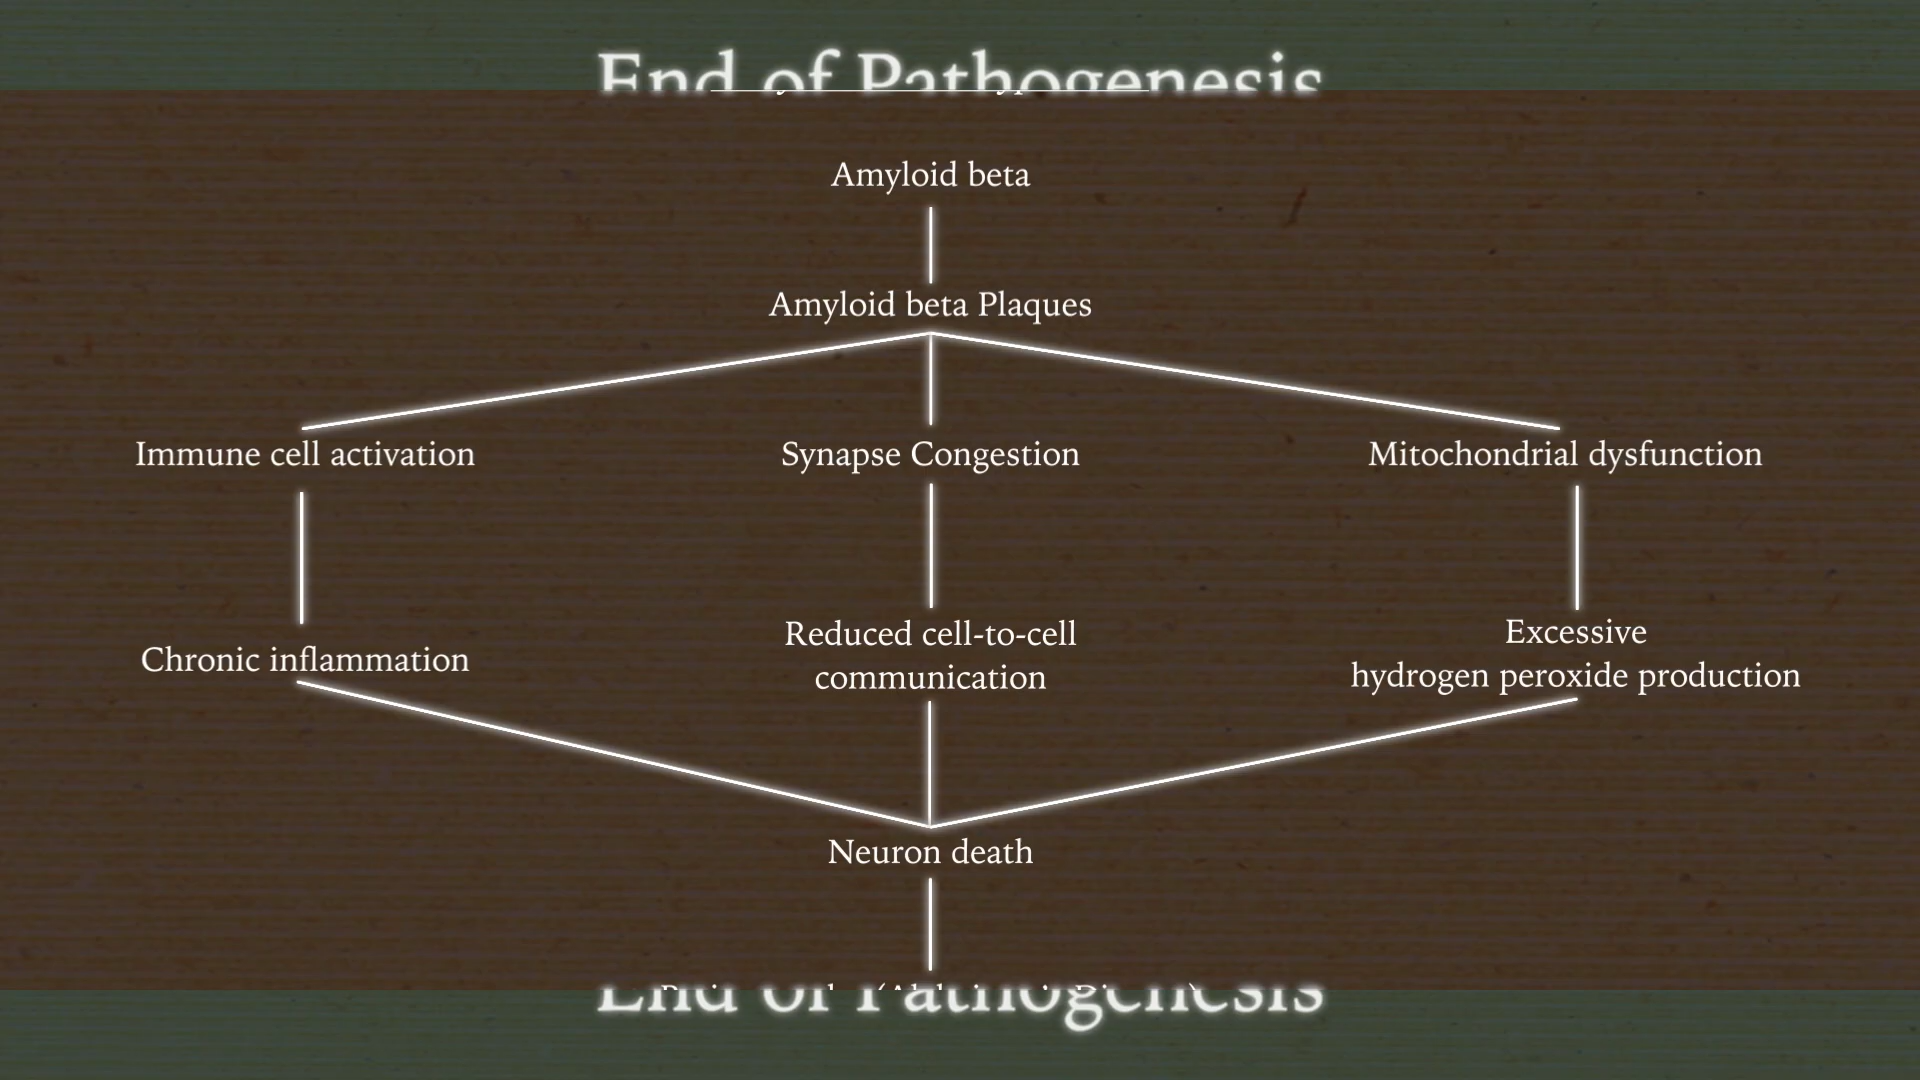 End of Pathogenesis
Amyloid beta
Amyloid beta Plaques
Immune cell activation
Synapse Congestion
Mitochondrial dysfunction
Chronic inflammation
Reduced cell-to-cell
communication
Excessive
hydrogen peroxide production
Neuron death
End of Pathogenesis